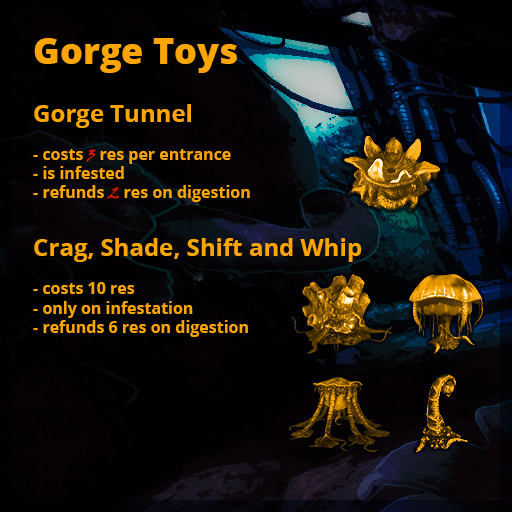 Gorge Toys
Gorge Tunnel
- costs 3 res per entrance
- is infested
- refunds 2 res on digestion
Crag, Shade, Shift and Whip
- costs 10 res
- only on infestation
- refunds 6 res on digestion